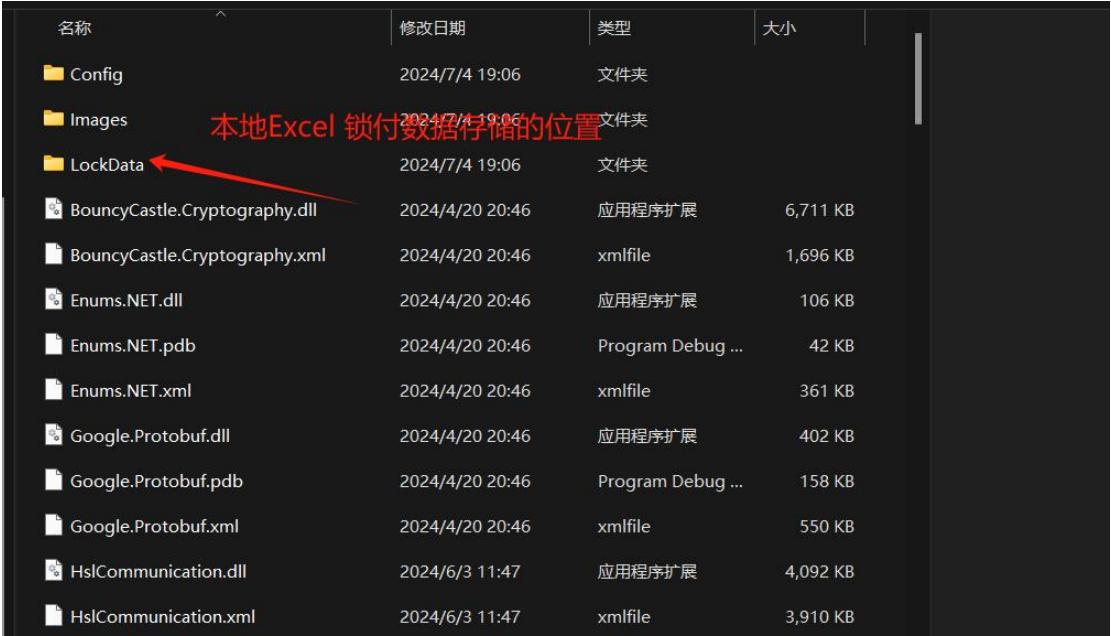 名称 修改日期 类型 大小
Config 2024/7/4 19:06 文件夹
Images 2024/7/4 19:06 文件夹
本地Excel 锁付数据存储的位置
LockData 2024/7/4 19:06 文件夹
BouncyCastle.Cryptography.dll 2024/4/20 20:46 应用程序扩展 6,711 KB
BouncyCastle.Cryptography.xml 2024/4/20 20:46 xmlfile 1,696 KB
Enums.NET.dll 2024/4/20 20:46 应用程序扩展 106 KB
Enums.NET.pdb 2024/4/20 20:46 Program Debug ... 42 KB
Enums.NET.xml 2024/4/20 20:46 xmlfile 361 KB
Google.Protobuf.dll 2024/4/20 20:46 应用程序扩展 402 KB
Google.Protobuf.pdb 2024/4/20 20:46 Program Debug ... 158 KB
Google.Protobuf.xml 2024/4/20 20:46 xmlfile 550 KB
HslCommunication.dll 2024/6/3 11:47 应用程序扩展 4,092 KB
HslCommunication.xml 2024/6/3 11:47 xmlfile 3,910 KB